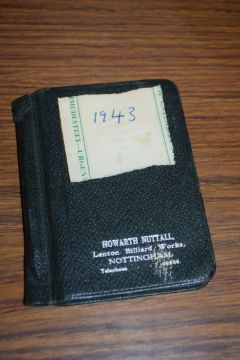 1943
HOWARTH NUTTALL,
Lenton Billiard Works,
NOTTINGHAM.
Telephone